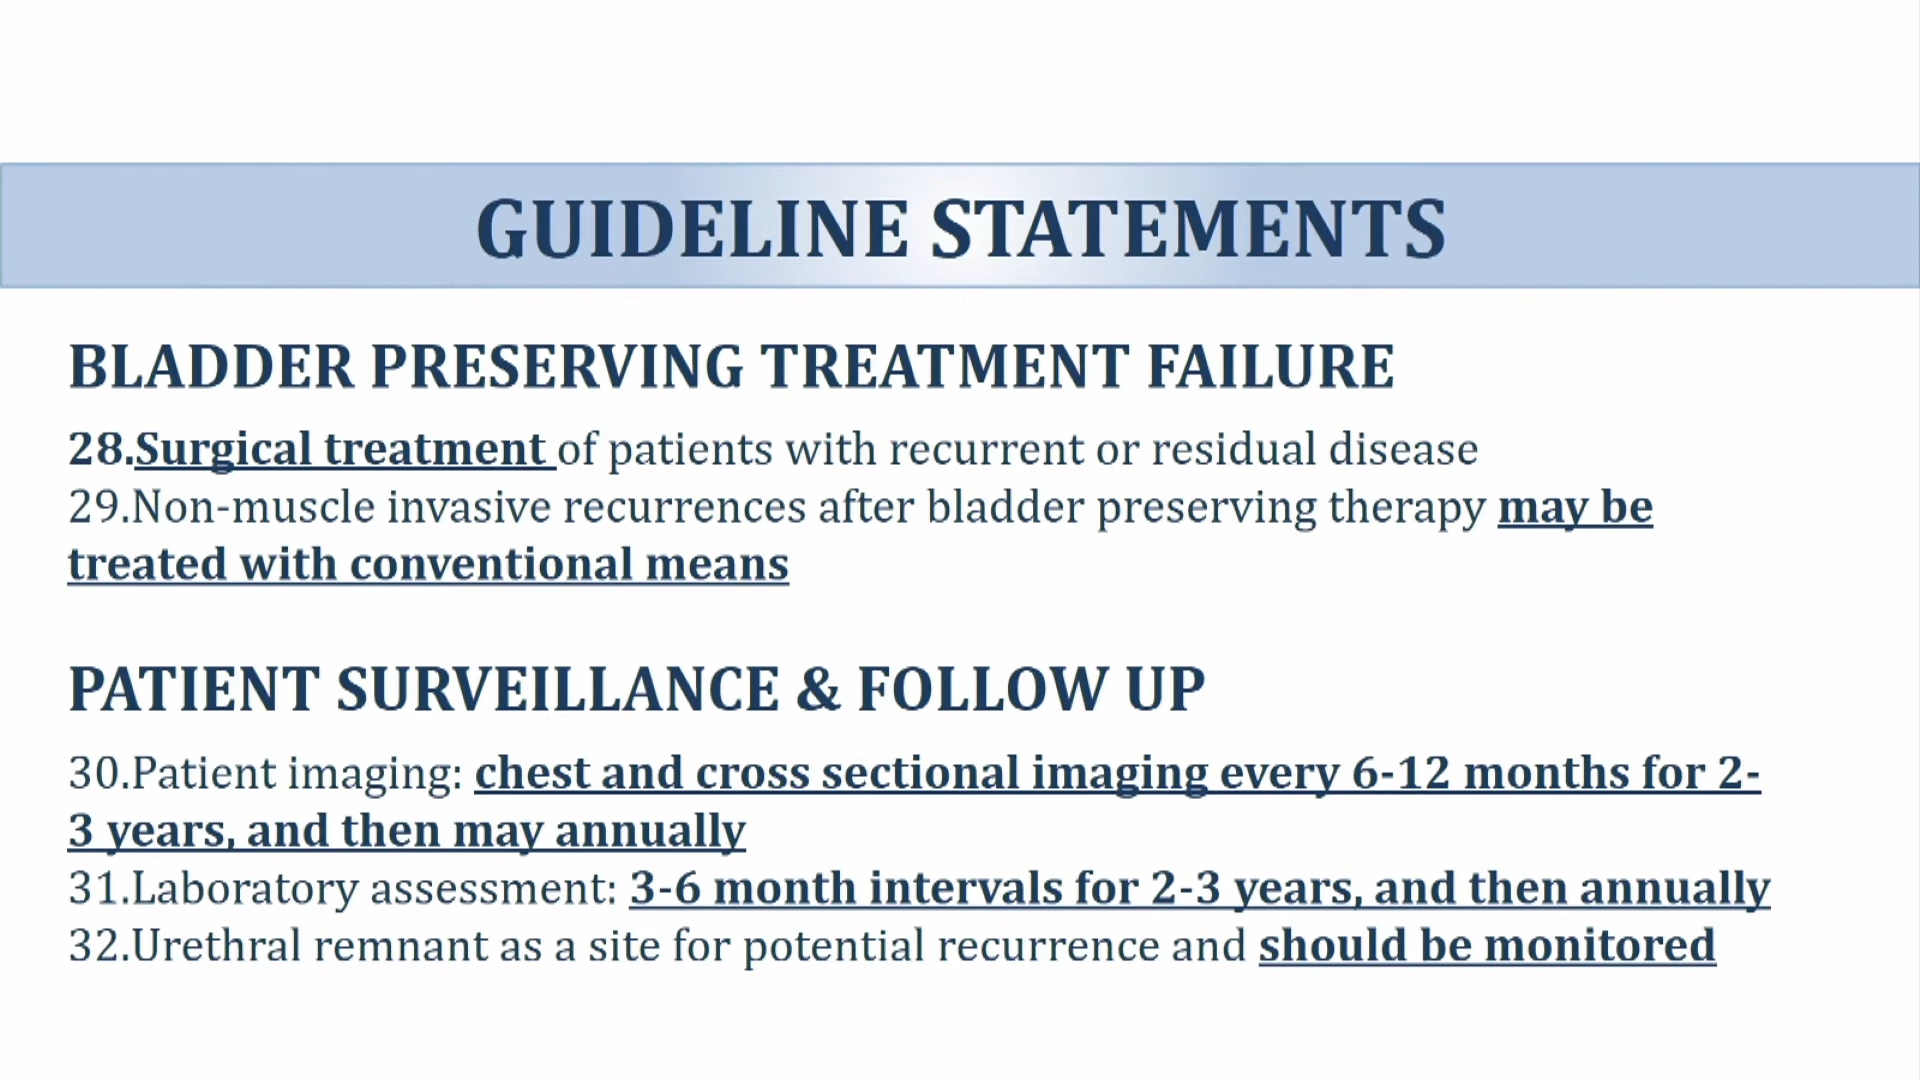 GUIDELINE STATEMENTS
BLADDER PRESERVING TREATMENT FAILURE
28.Surgical treatment of patients with recurrent or residual disease
29.Non-muscle invasive recurrences after bladder preserving therapy may be
treated with conventional means
PATIENT SURVEILLANCE & FOLLOW UP
30.Patient imaging: chest and cross sectional imaging every 6-12 months for 2-
3 years, and then may annually
31.Laboratory assessment: 3-6 month intervals for 2-3 years, and then annually
32.Urethral remnant as a site for potential recurrence and should be monitored